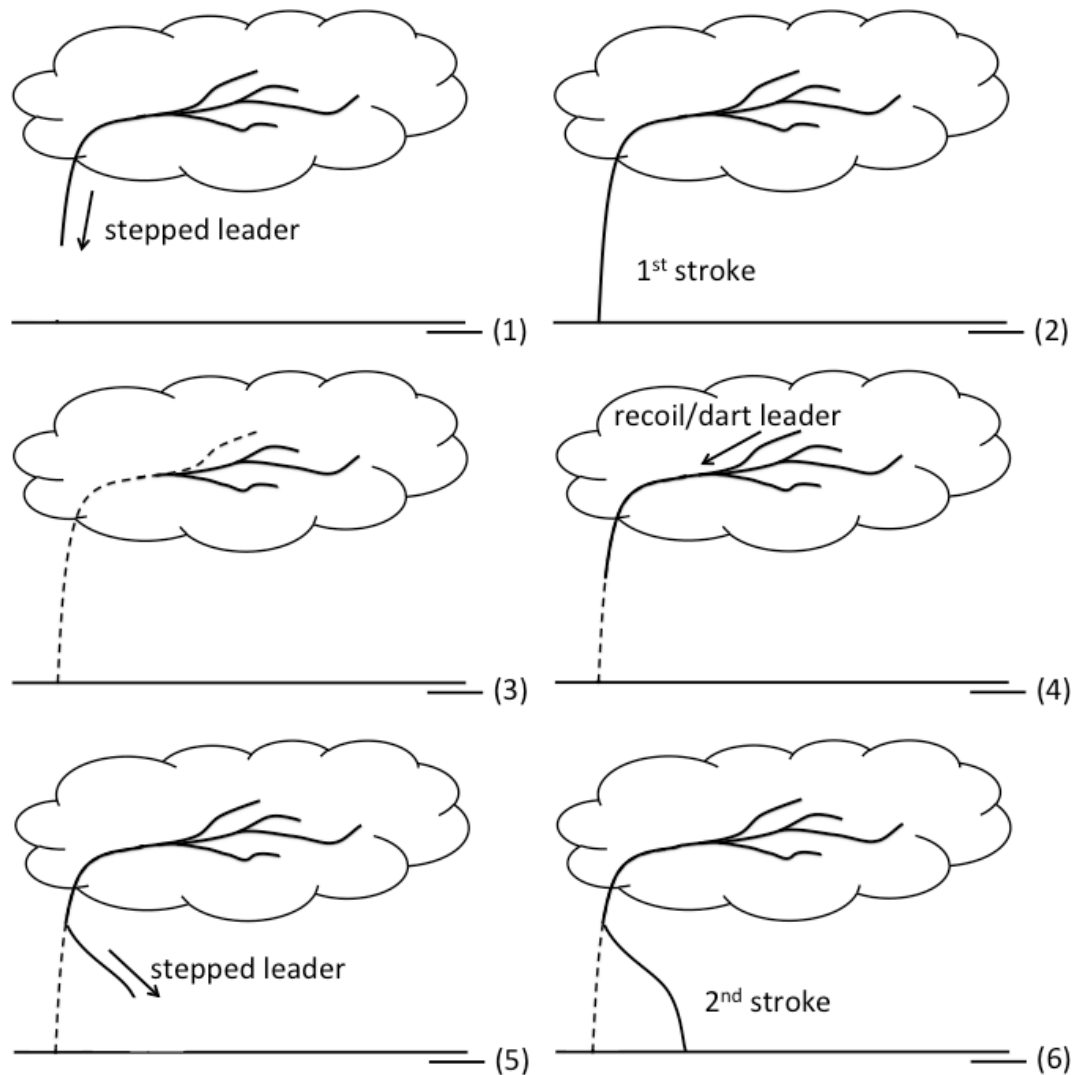 stepped leader
(1)
1st stroke
(2)
(3)
recoil/dart leader
(4)
stepped leader
(5)
2nd stroke
(6)